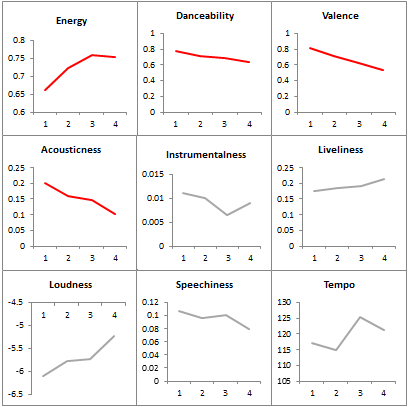 Energy
0.8
0.75
0.7
0.65
0.6
1 2 3 4
Danceability
1
0.8
0.6
0.4
0.2
0
1 2 3 4
Valence
1
0.8
0.6
0.4
0.2
0
1 2 3 4
Acousticness
0.25
0.2
0.15
0.1
0.05
0
1 2 3 4
Instrumentalness
0.015
0.01
0.005
0
1 2 3 4
Liveliness
0.25
0.2
0.15
0.1
0.05
0
1 2 3 4
Loudness
-4.5
1 2 3 4
-5
-5.5
-6
-6.5
Speechiness
0.12
0.1
0.08
0.06
0.04
0.02
0
1 2 3 4
Tempo
130
125
120
115
110
105
1 2 3 4